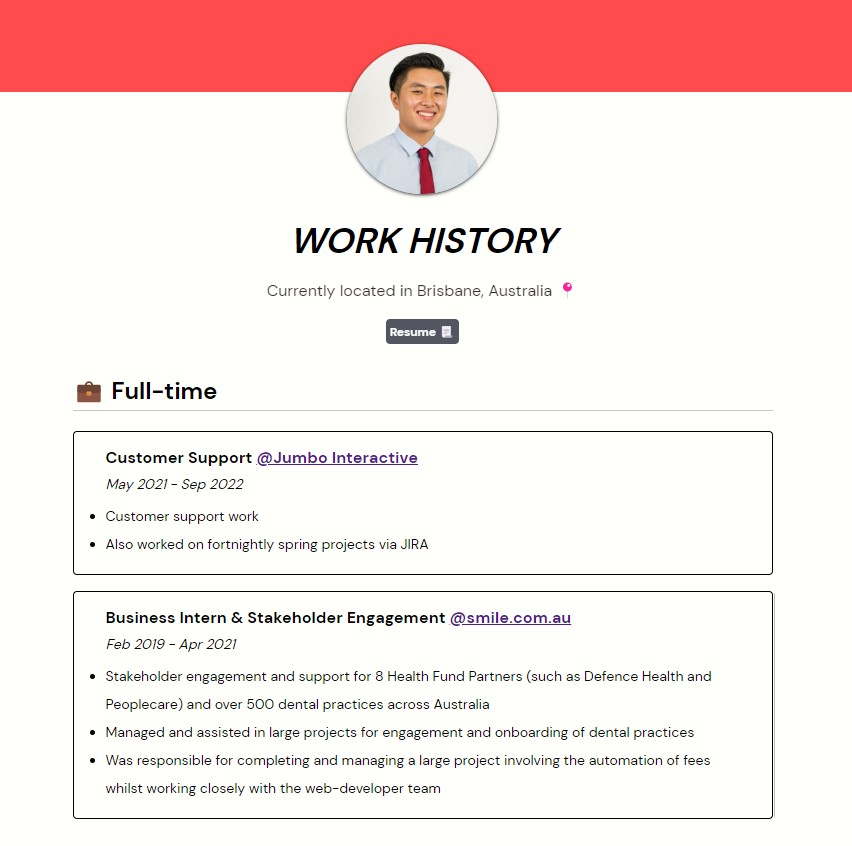 WORK HISTORY
Currently located in Brisbane, Australia
Resume
Full-time
Customer Support @Jumbo Interactive
May 2021 - Sep 2022
Customer support work
Also worked on fortnightly spring projects via JIRA
Business Intern & Stakeholder Engagement @smile.com.au
Feb 2019 - Apr 2021
Stakeholder engagement and support for 8 Health Fund Partners (such as Defence Health and
Peoplecare) and over 500 dental practices across Australia
Managed and assisted in large projects for engagement and onboarding of dental practices
Was responsible for completing and managing a large project involving the automation of fees
whilst working closely with the web-developer team